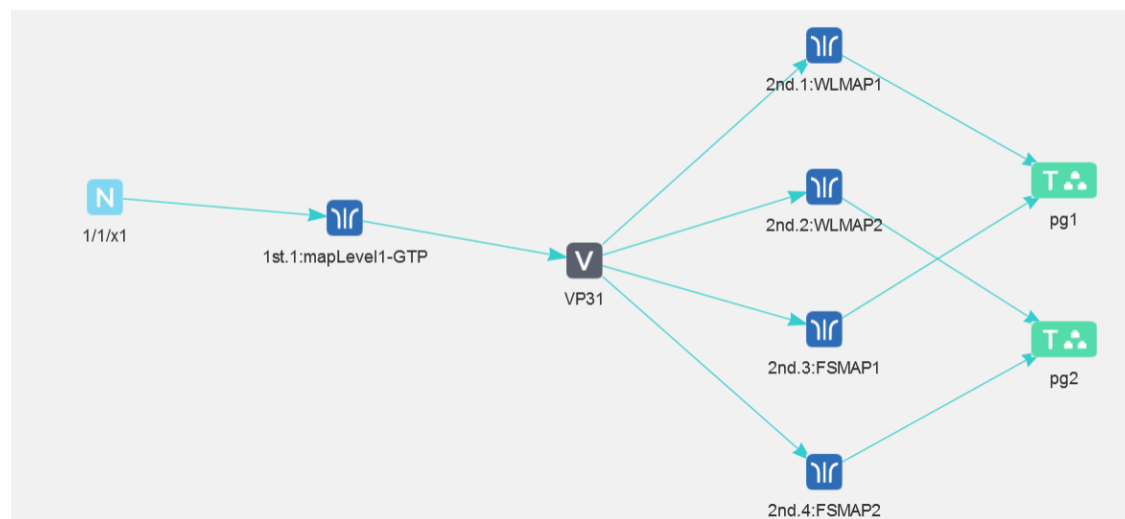 2nd.1:WLMAP1
N
1/1/x1
1st.1:mapLevel1-GTP
V
VP31
2nd.2:WLMAP2
2nd.3:FSMAP1
2nd.4:FSMAP2
T
pg1
T
pg2